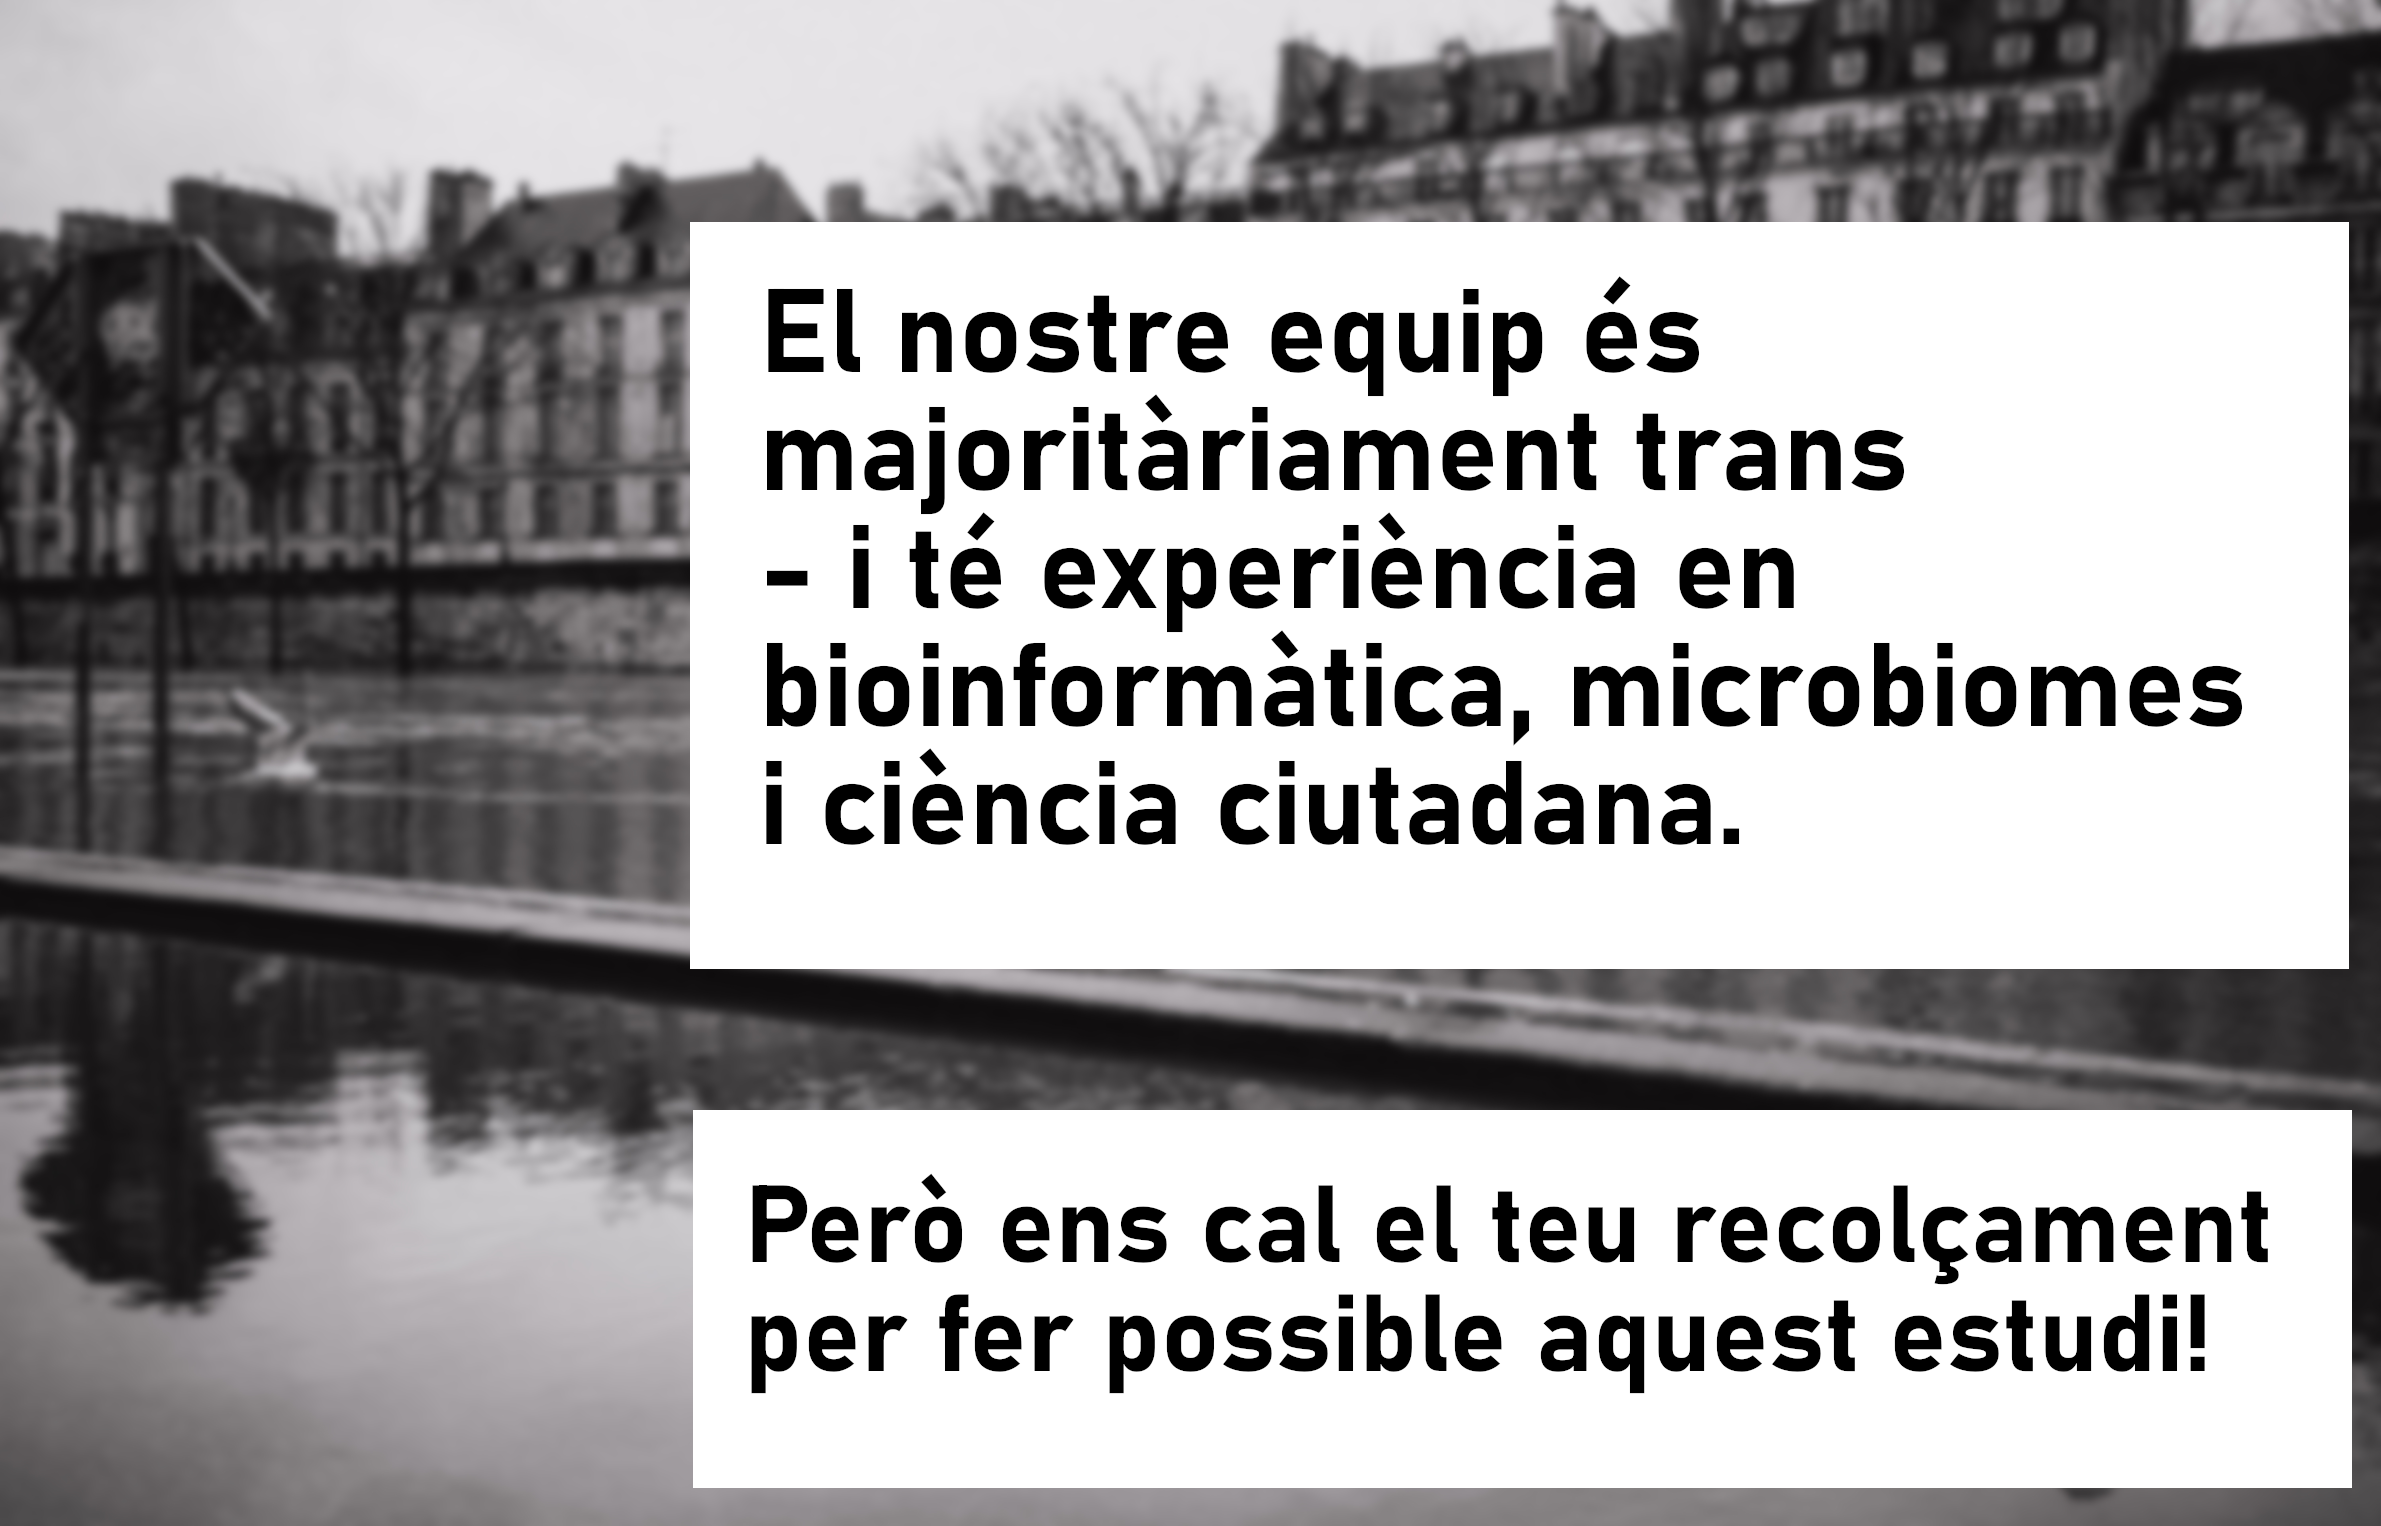 El nostre equip és
majoritàriament trans
- i té experiència en
bioinformàtica, microbiomes
i ciència ciutadana.
Però ens cal el teu recolçament
per fer possible aquest estudi!